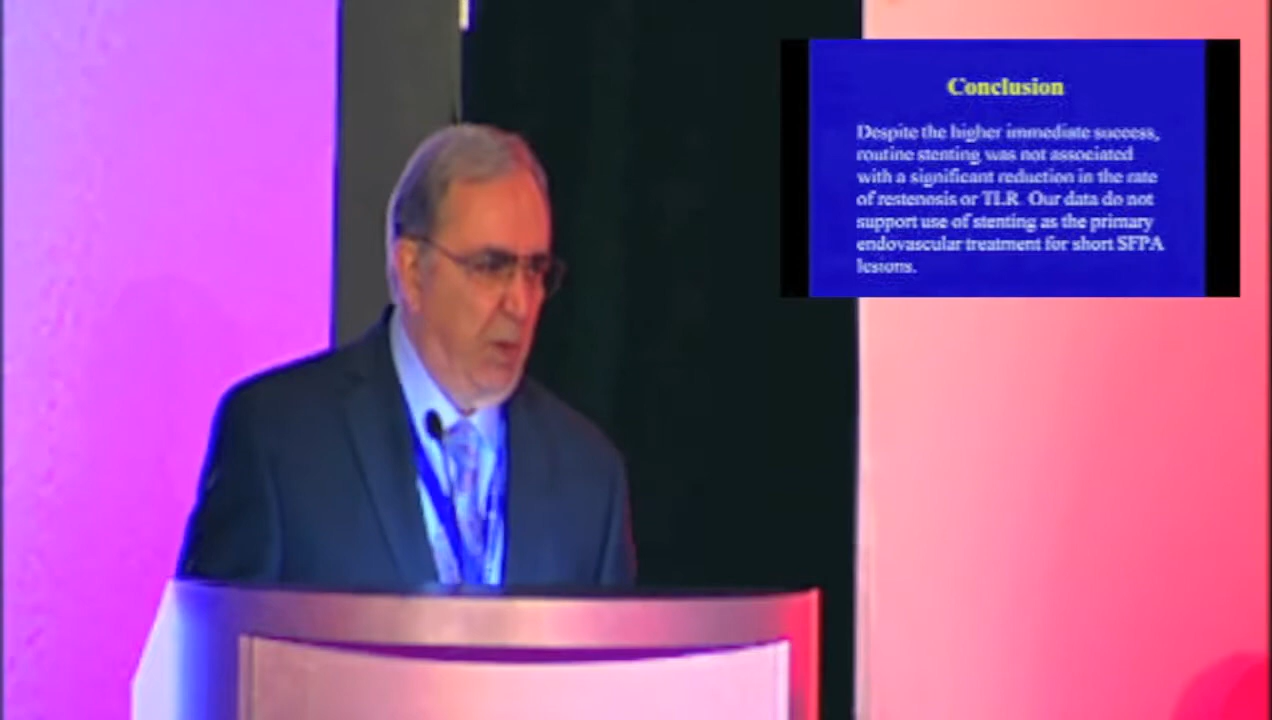 Conclusion
Despite the higher immediate success,
routine stenting was not associated
with a significant reduction in the rate
of restenosis or TLR. Our data do not
support use of stenting as the primary
endovascular treatment for short SFPA
lesions.